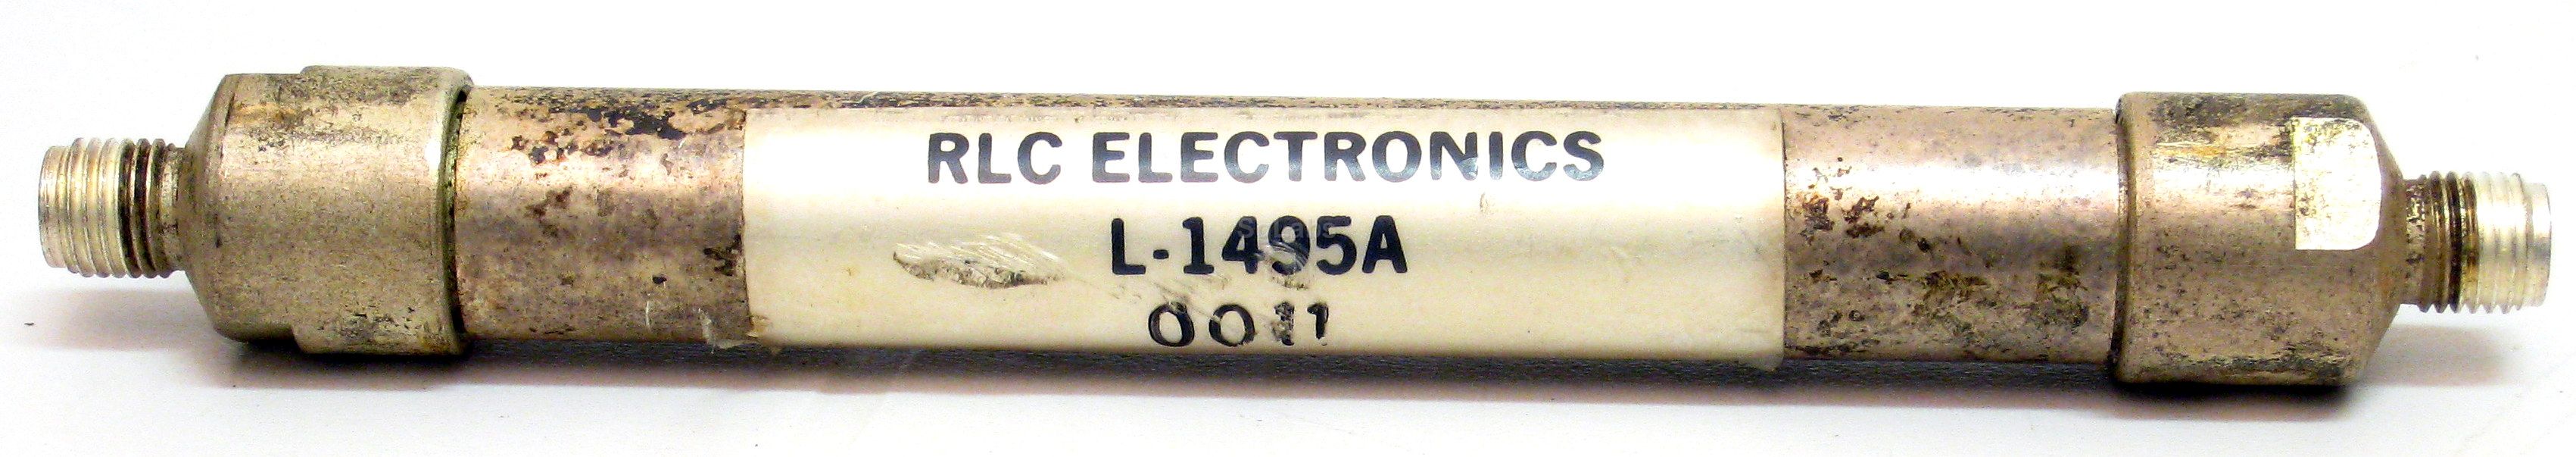 RLC ELECTRONICS
L-1495A
0011